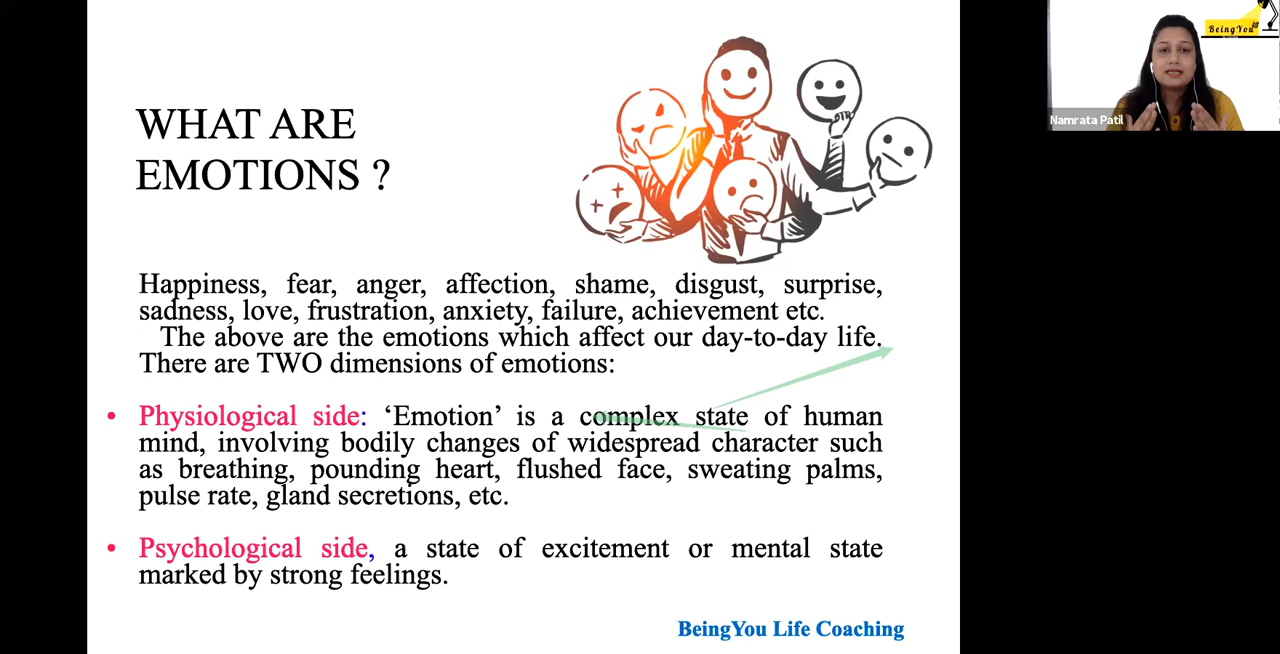 WHAT ARE
EMOTIONS ?
Happiness, fear, anger, affection, shame, disgust, surprise,
sadness, love, frustration, anxiety, failure, achievement etc.
The above are the emotions which affect our day-to-day life.
There are TWO dimensions of emotions:
• Physiological side: ‘Emotion’ is a complex state of human
mind, involving bodily changes of widespread character such
as breathing, pounding heart, flushed face, sweating palms,
pulse rate, gland secretions, etc.
• Psychological side, a state of excitement or mental state
marked by strong feelings.
BeingYou Life Coaching
BeingYou
Namrata Patil